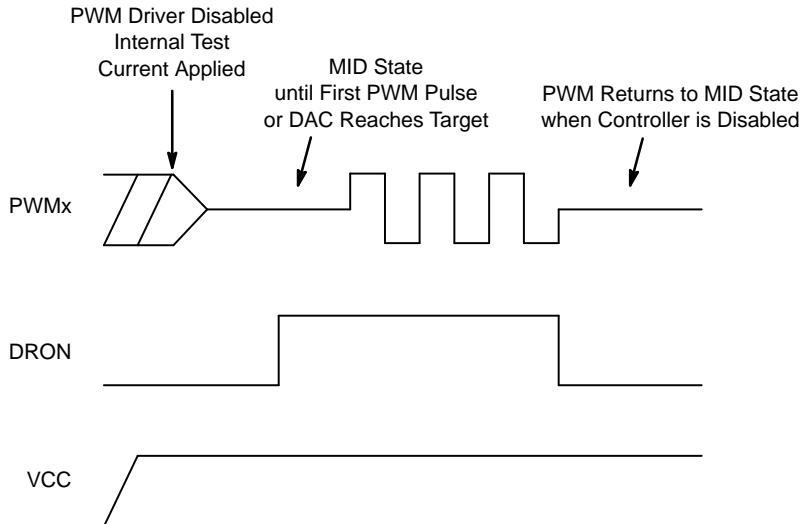 PWM Driver Disabled
Internal Test
Current Applied
MID State
until First PWM Pulse
or DAC Reaches Target
PWM Returns to MID State
when Controller is Disabled
PWMx
DRON
VCC